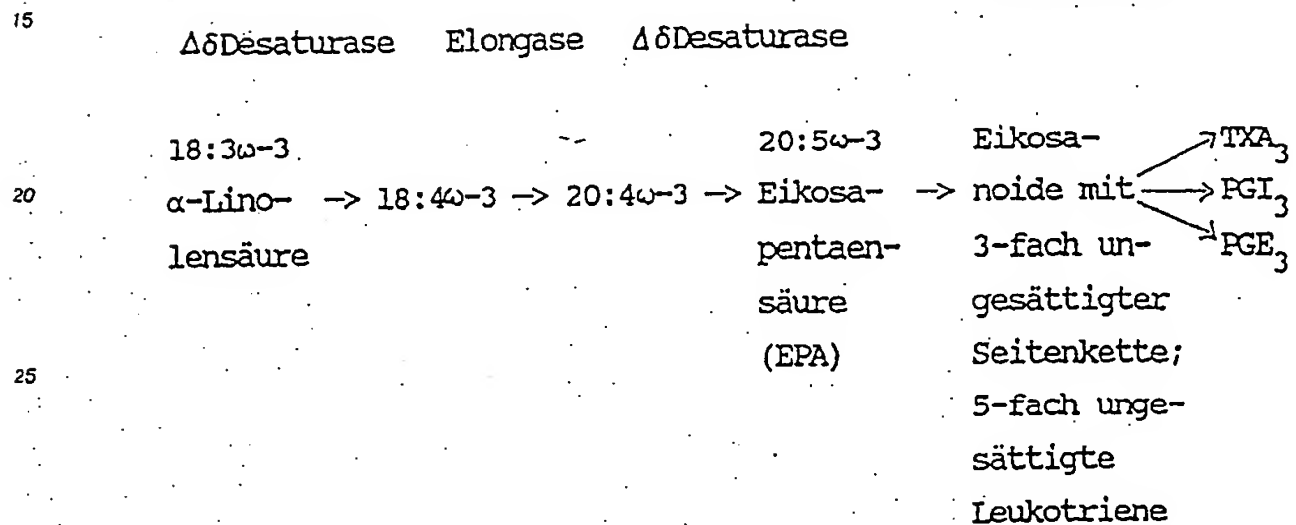 15
ΔδDesaturase Elongase ΔδDesaturase
18:3ω-3 20:5ω-3 Eikosa- TXA3
20 α-Lino- -> 18:4ω-3 -> 20:4ω-3 -> Eikosa- -> noide mit PGI3
lensäure pentaen- 3-fach un- PGE3
säure gesättigter
25 (EPA) Seitenkette;
5-fach unge-
sättigte
Leukotriene